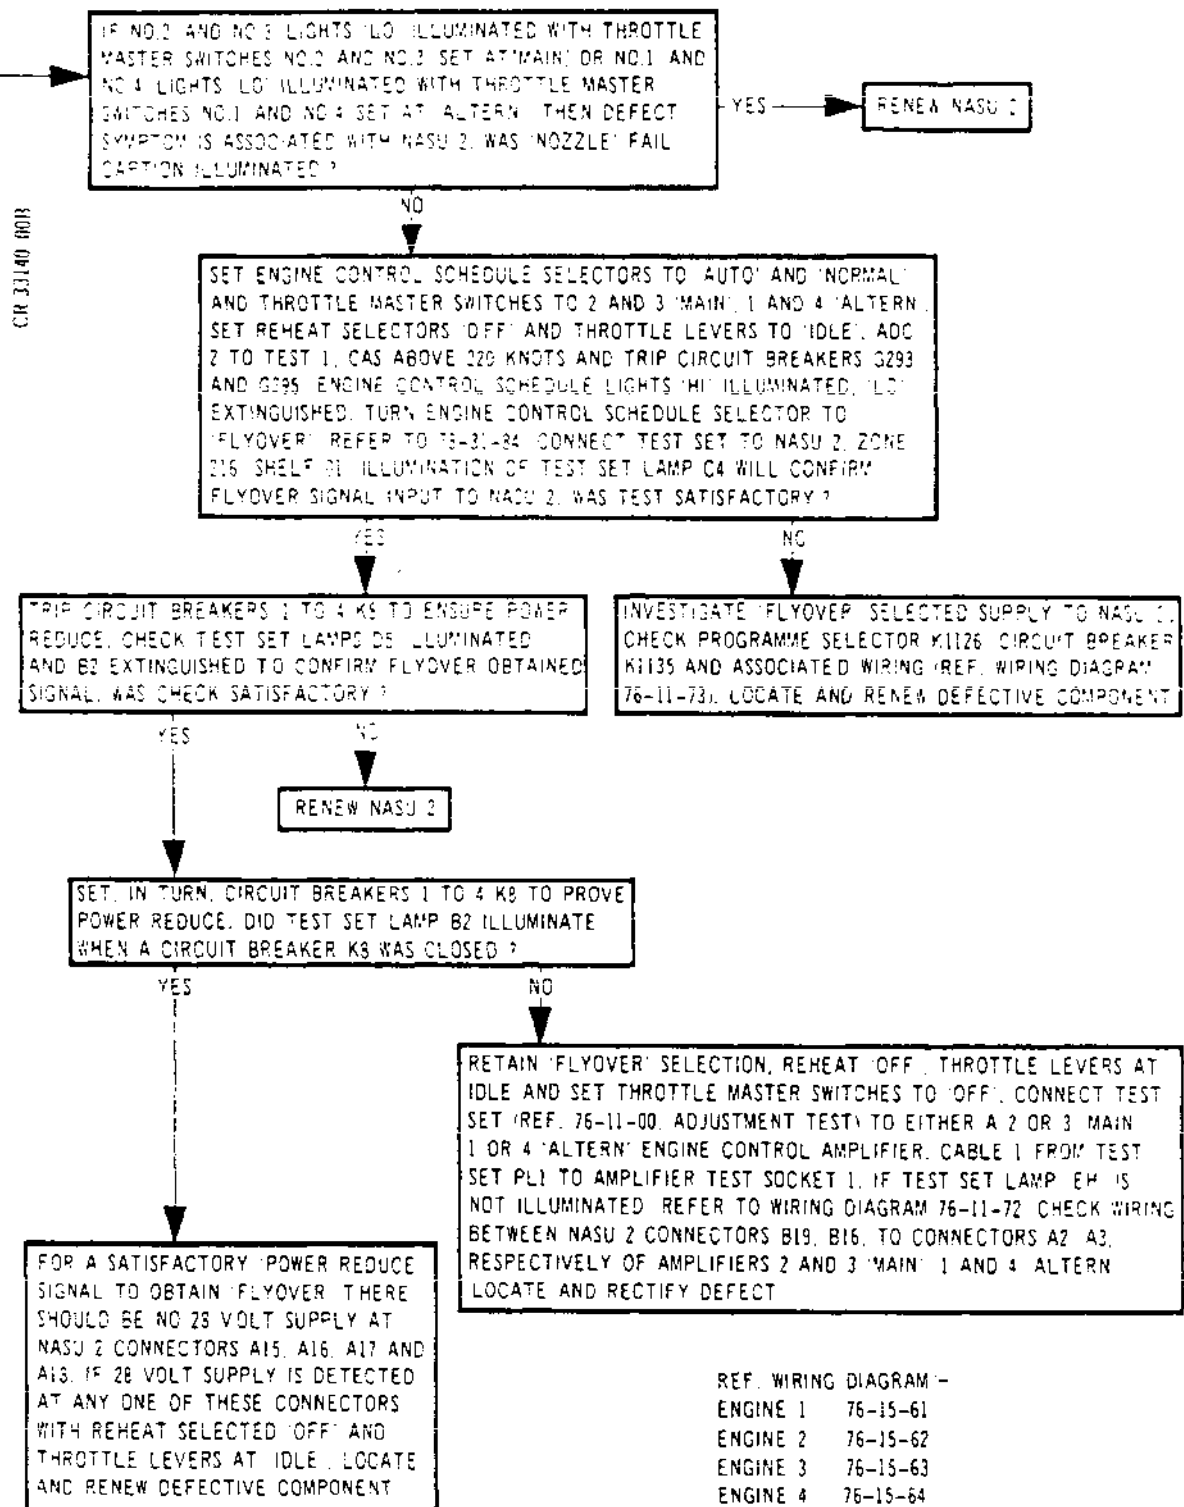 IF NO.2 AND NO.3 LIGHTS 'LO' ILLUMINATED WITH THROTTLE
MASTER SWITCHES NO.2 AND NO.3 SET AT 'MAIN' OR NO.1 AND
NO.4 LIGHTS 'LO' ILLUMINATED WITH THROTTLE MASTER
SWITCHES NO.1 AND NO.4 SET AT 'ALTERN', THEN DEFECT
SYMPTOM IS ASSOCIATED WITH NASU 2. WAS 'NOZZLE' FAIL
CAPTION ILLUMINATED ?
YES
RENEW NASU 2
NO
CR 33140 00B
SET ENGINE CONTROL SCHEDULE SELECTORS TO 'AUTO' AND 'NORMAL'
AND THROTTLE MASTER SWITCHES TO 2 AND 3 'MAIN', 1 AND 4 'ALTERN'.
SET REHEAT SELECTORS 'OFF' AND THROTTLE LEVERS TO 'IDLE', ADC
2 TO TEST 1, CAS ABOVE 220 KNOTS AND TRIP CIRCUIT BREAKERS G293
AND G295. ENGINE CONTROL SCHEDULE LIGHTS 'HI' ILLUMINATED, 'LO'
EXTINGUISHED. TURN ENGINE CONTROL SCHEDULE SELECTOR TO
'FLYOVER'. REFER TO 73-31-84. CONNECT TEST SET TO NASU 2, ZONE
216 SHELF 01. ILLUMINATION OF TEST SET LAMP C4 WILL CONFIRM
FLYOVER SIGNAL INPUT TO NASU 2. WAS TEST SATISFACTORY ?
YES
NO
TRIP CIRCUIT BREAKERS 1 TO 4 K8 TO ENSURE POWER
REDUCE. CHECK TEST SET LAMPS D5 ILLUMINATED
AND B2 EXTINGUISHED TO CONFIRM FLYOVER OBTAINED
SIGNAL. WAS CHECK SATISFACTORY ?
INVESTIGATE 'FLYOVER' SELECTED SUPPLY TO NASU 2.
CHECK PROGRAMME SELECTOR K1126 CIRCUIT BREAKER
K1135 AND ASSOCIATED WIRING (REF. WIRING DIAGRAM
76-11-73). LOCATE AND RENEW DEFECTIVE COMPONENT
YES
NO
RENEW NASU 2
SET, IN TURN, CIRCUIT BREAKERS 1 TO 4 K8 TO PROVE
POWER REDUCE. DID TEST SET LAMP B2 ILLUMINATE
WHEN A CIRCUIT BREAKER K8 WAS CLOSED ?
YES
NO
RETAIN 'FLYOVER' SELECTION, REHEAT 'OFF', THROTTLE LEVERS AT
IDLE AND SET THROTTLE MASTER SWITCHES TO 'OFF'. CONNECT TEST
SET (REF. 76-11-00, ADJUSTMENT TEST) TO EITHER A 2 OR 3 'MAIN'
1 OR 4 'ALTERN' ENGINE CONTROL AMPLIFIER. CABLE 1 FROM TEST
SET PL1 TO AMPLIFIER TEST SOCKET 1. IF TEST SET LAMP 'EH' IS
NOT ILLUMINATED REFER TO WIRING DIAGRAM 76-11-72 CHECK WIRING
BETWEEN NASU 2 CONNECTORS B19, B16, TO CONNECTORS A2 A3,
RESPECTIVELY OF AMPLIFIERS 2 AND 3 'MAIN' 1 AND 4 'ALTERN'
LOCATE AND RECTIFY DEFECT
FOR A SATISFACTORY 'POWER REDUCE'
SIGNAL TO OBTAIN 'FLYOVER' THERE
SHOULD BE NO 28 VOLT SUPPLY AT
NASU 2 CONNECTORS A15, A16, A17 AND
A18. IF 28 VOLT SUPPLY IS DETECTED
AT ANY ONE OF THESE CONNECTORS
WITH REHEAT SELECTED 'OFF' AND
THROTTLE LEVERS AT 'IDLE', LOCATE
AND RENEW DEFECTIVE COMPONENT
REF. WIRING DIAGRAM :-
ENGINE 1 76-15-61
ENGINE 2 76-15-62
ENGINE 3 76-15-63
ENGINE 4 76-15-64